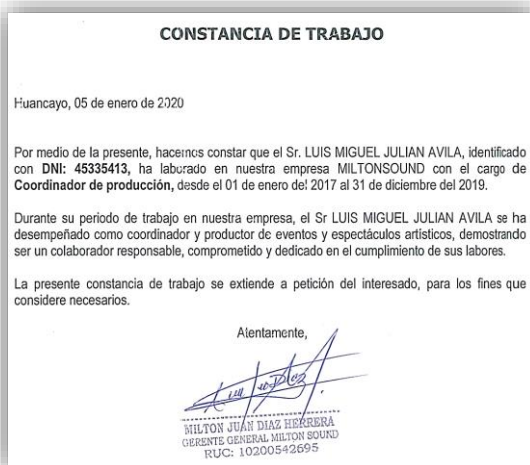 CONSTANCIA DE TRABAJO
Huancayo, 05 de enero de 2020
Por medio de la presente, hacemos constar que el Sr. LUIS MIGUEL JULIAN AVILA, identificado
con DNI: 45335413, ha laborado en nuestra empresa MILTONSOUND con el cargo de
Coordinador de producción, desde el 01 de enero del 2017 al 31 de diciembre del 2019.
Durante su periodo de trabajo en nuestra empresa, el Sr LUIS MIGUEL JULIAN AVILA se ha
desempeñado como coordinador y productor de eventos y espectáculos artísticos, demostrando
ser un colaborador responsable, comprometido y dedicado en el cumplimiento de sus labores.
La presente constancia de trabajo se extiende a petición del interesado, para los fines que
considere necesarios.
Atentamente,
MILTON JUAN DIAZ HERRERA
GERENTE GENERAL MILTON SOUND
RUC: 10200542695